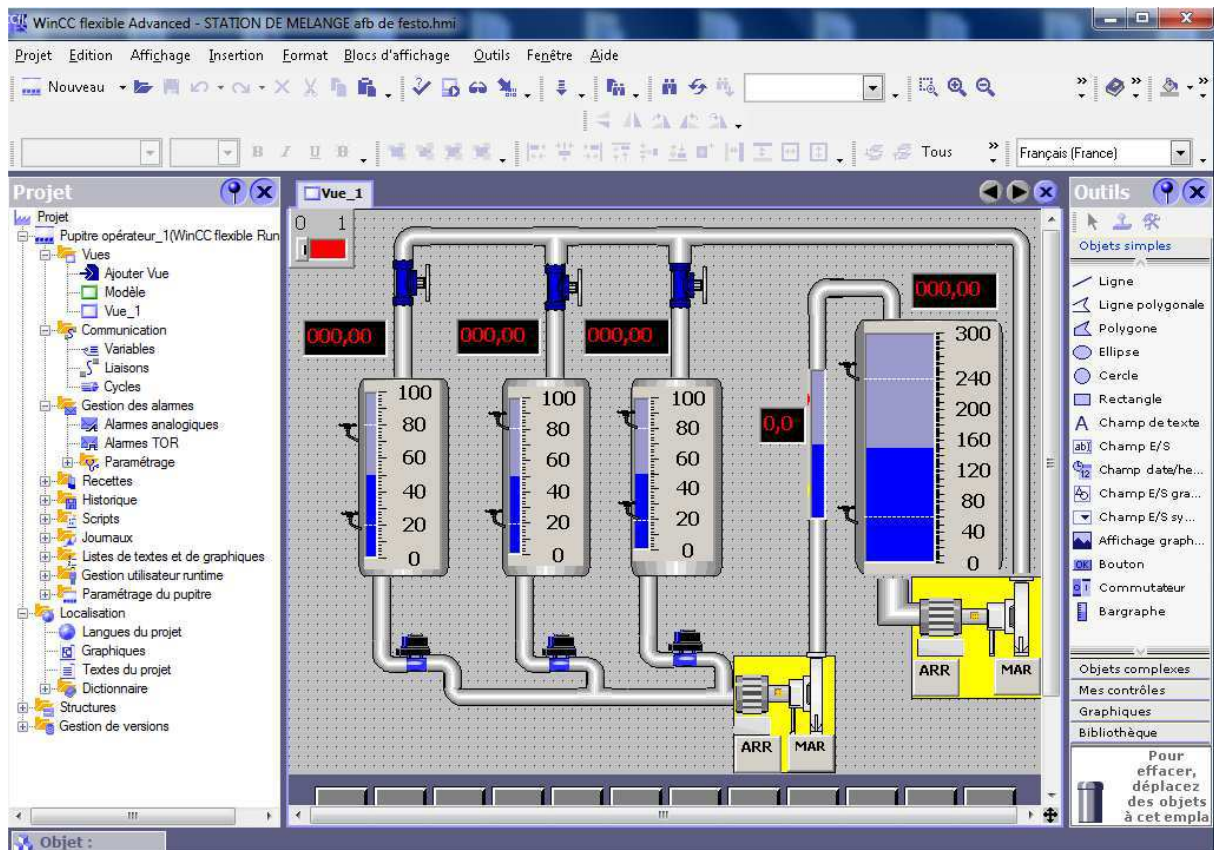 WinCC flexible Advanced - STATION DE MELANGE afb de festo.hmi
Projet Edition Affichage Insertion Format Blocs d'affichage Outils Fenêtre Aide
Nouveau
B I U B
Tous
Français (France)
Projet
Projet
Pupitre opérateur_1(WinCC flexible Run
Vues
Ajouter Vue
Modèle
Vue_1
Communication
Variables
Liaisons
Cycles
Gestion des alarmes
Alarmes analogiques
Alarmes TOR
Paramétrage
Recettes
Historique
Scripts
Journaux
Listes de textes et de graphiques
Gestion utilisateur runtime
Paramétrage du pupitre
Localisation
Langues du projet
Graphiques
Textes du projet
Dictionnaire
Structures
Gestion de versions
Vue_1
0 1
000,00
000,00
000,00
000,00
0,0
100
80
60
40
20
0
100
80
60
40
20
0
100
80
60
40
20
0
300
240
200
160
120
80
40
0
ARR MAR
ARR MAR
Outils
Objets simples
Ligne
Ligne polygonale
Polygone
Ellipse
Cercle
Rectangle
Champ de texte
Champ E/S
Champ date/he...
Champ E/S gra...
Champ E/S sy...
Affichage graph...
Bouton
Commutateur
Bargraphe
Objets complexes
Mes contrôles
Graphiques
Bibliothèque
Pour
effacer,
déplacez
des objets
à cet empla
Objet :